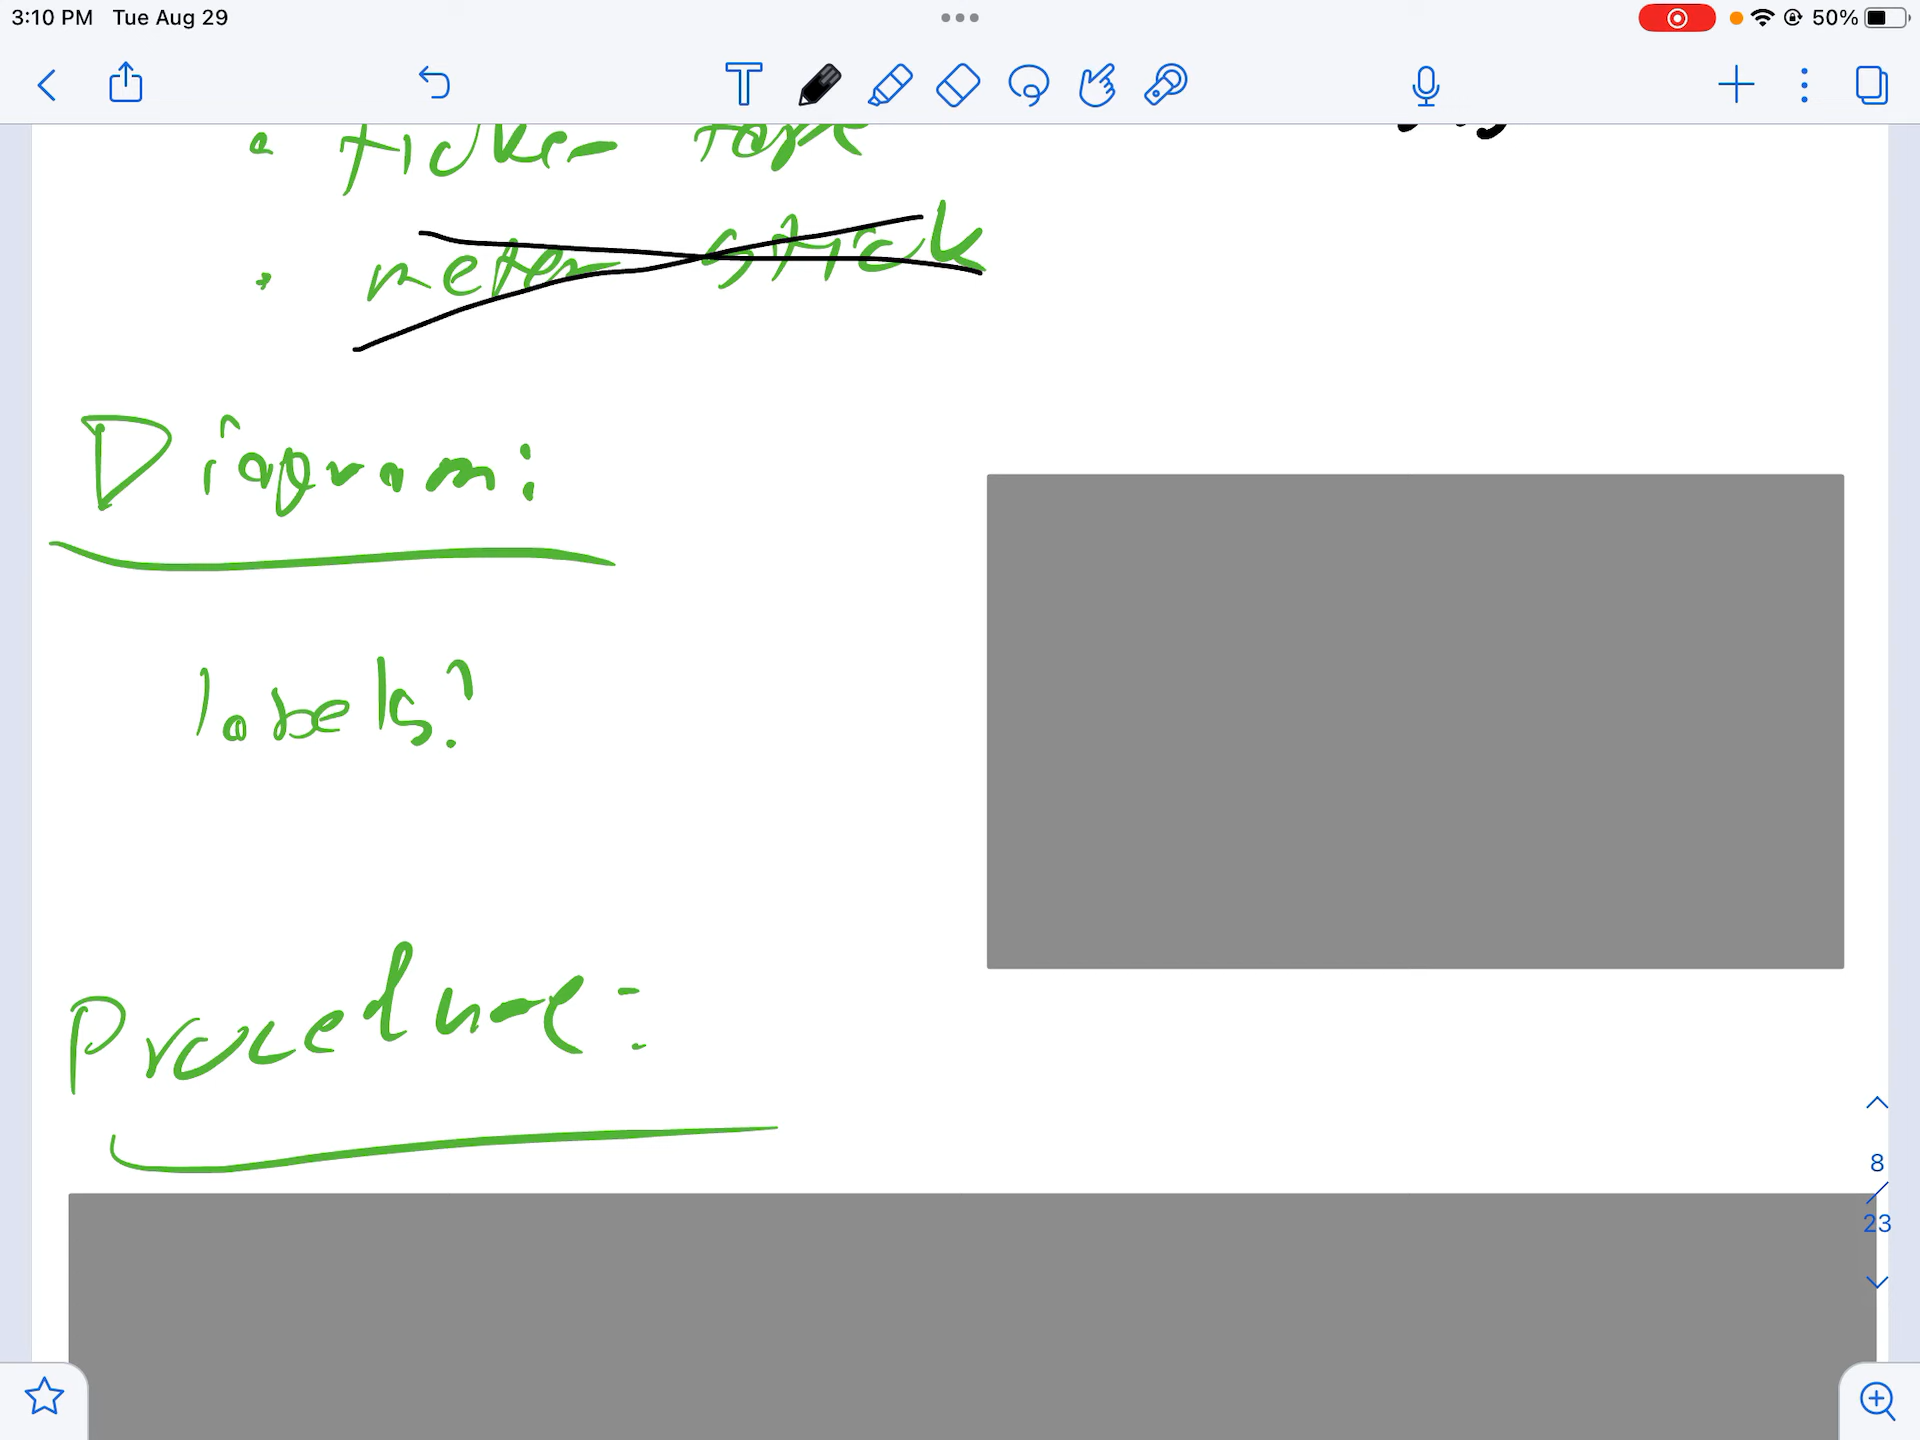 3:10 PM Tue Aug 29 50%
T
• ticker tape
• meter stick
Diagram:
labels?
Procedure:
8
23